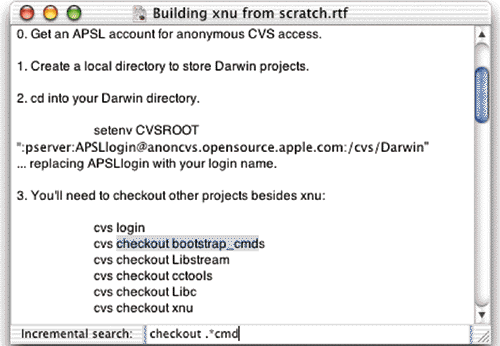 Building xnu from scratch.rtf
0. Get an APSL account for anonymous CVS access.
1. Create a local directory to store Darwin projects.
2. cd into your Darwin directory.
setenv CVSROOT
":pserver:APSLlogin@anoncvs.opensource.apple.com:/cvs/Darwin"
... replacing APSLlogin with your login name.
3. You'll need to checkout other projects besides xnu:
cvs login
cvs checkout bootstrap_cmds
cvs checkout Libstream
cvs checkout cctools
cvs checkout Libc
cvs checkout xnu
Incremental search: checkout .*cmd